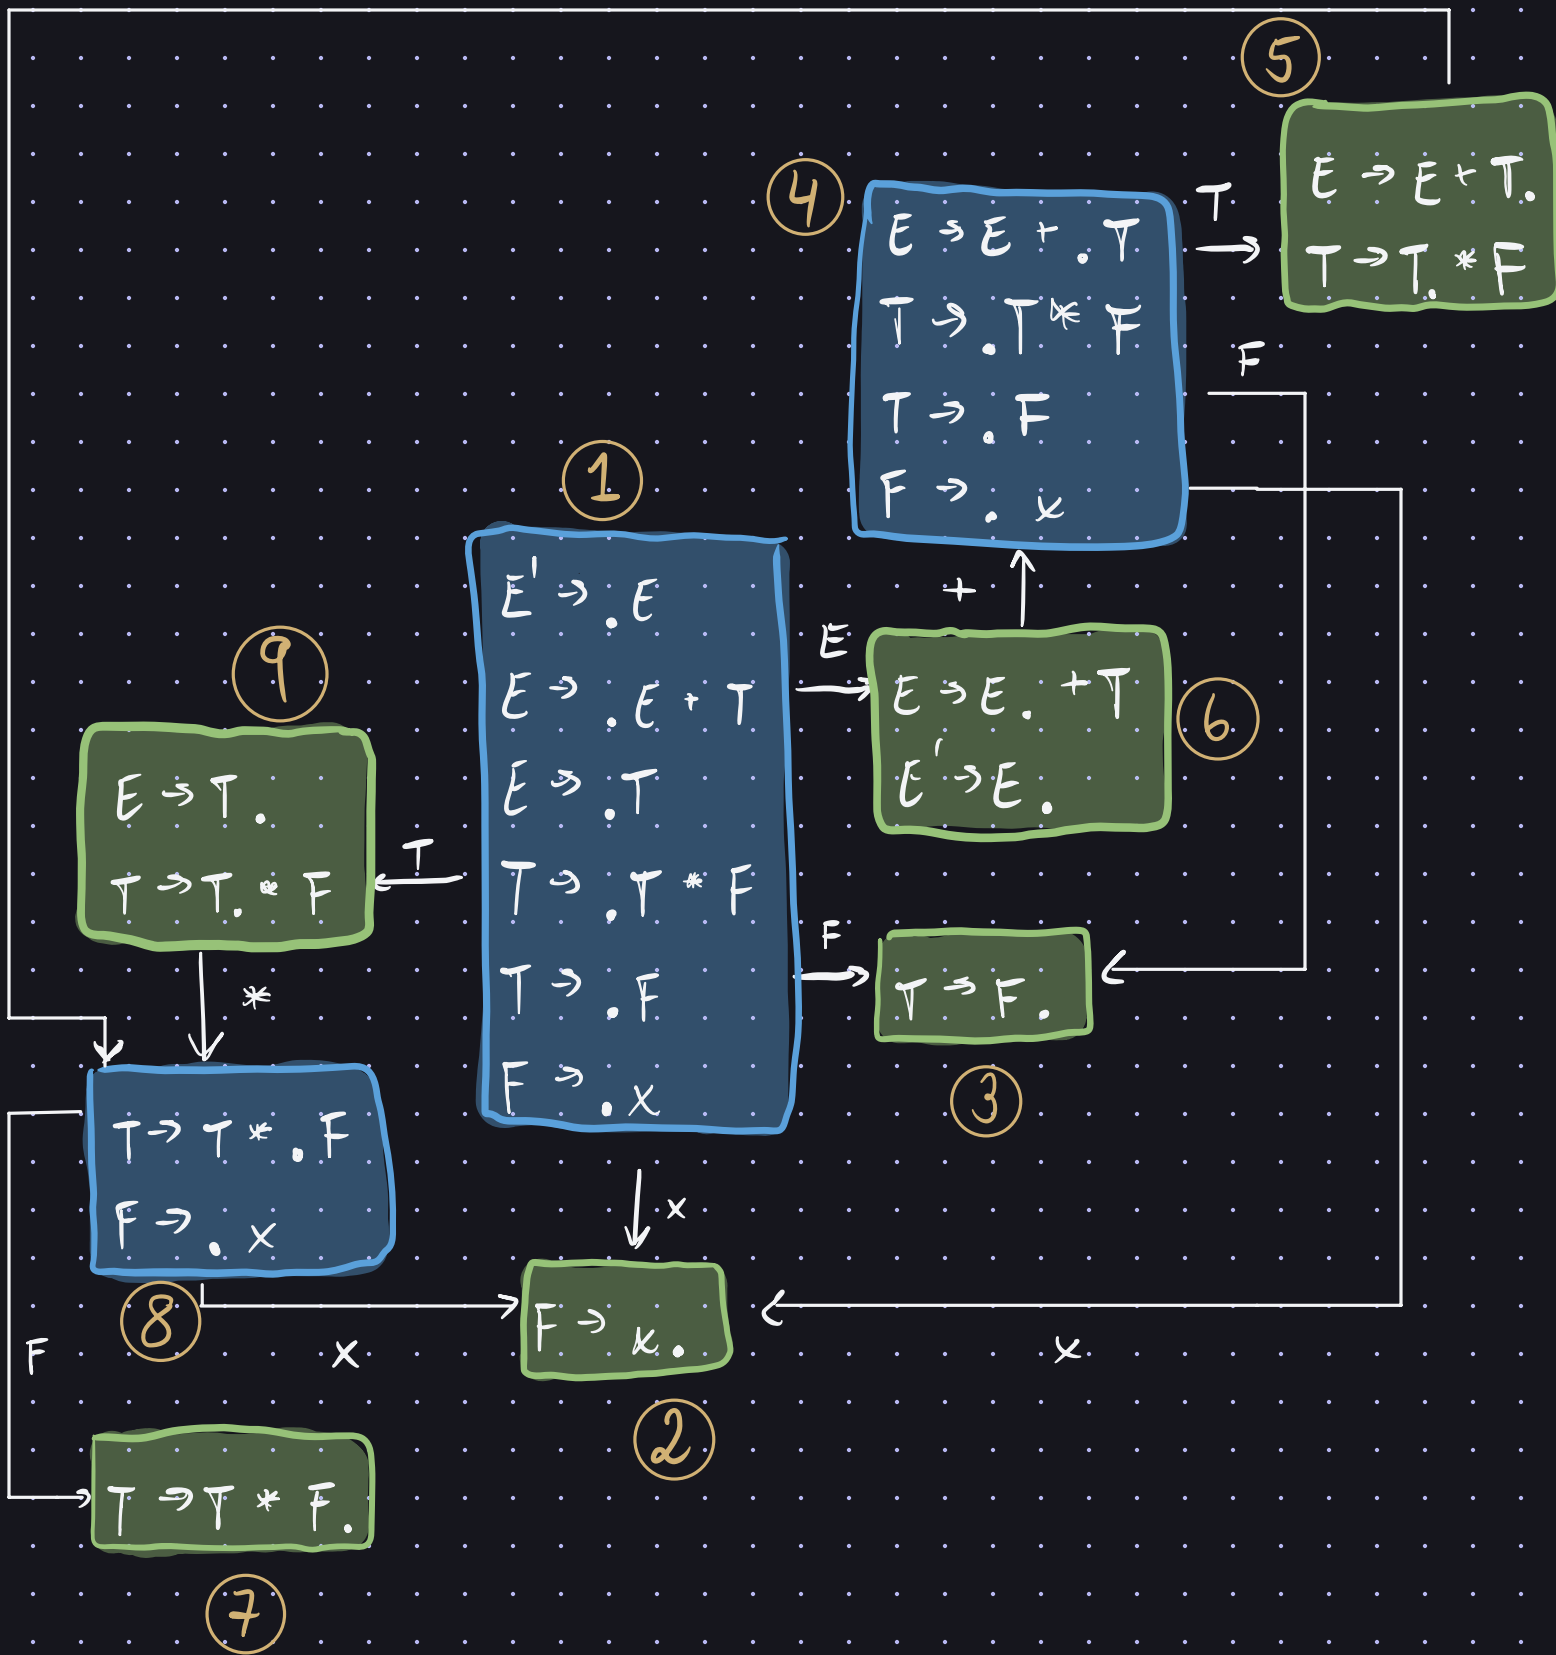 5
E → E + T.
T → T. * F
4
T
E → E + .T
T → .T * F
T → .F
F → . x
F
1
E' → .E
E → .E + T
E → .T
T → .T * F
T → .F
F → .x
+
E
E → E. + T
E' → E.
6
9
E → T.
T → T. * F
T
*
F
T → F.
3
T → T * .F
F → . x
8
x
F → x.
2
x
x
F
T → T * F.
7